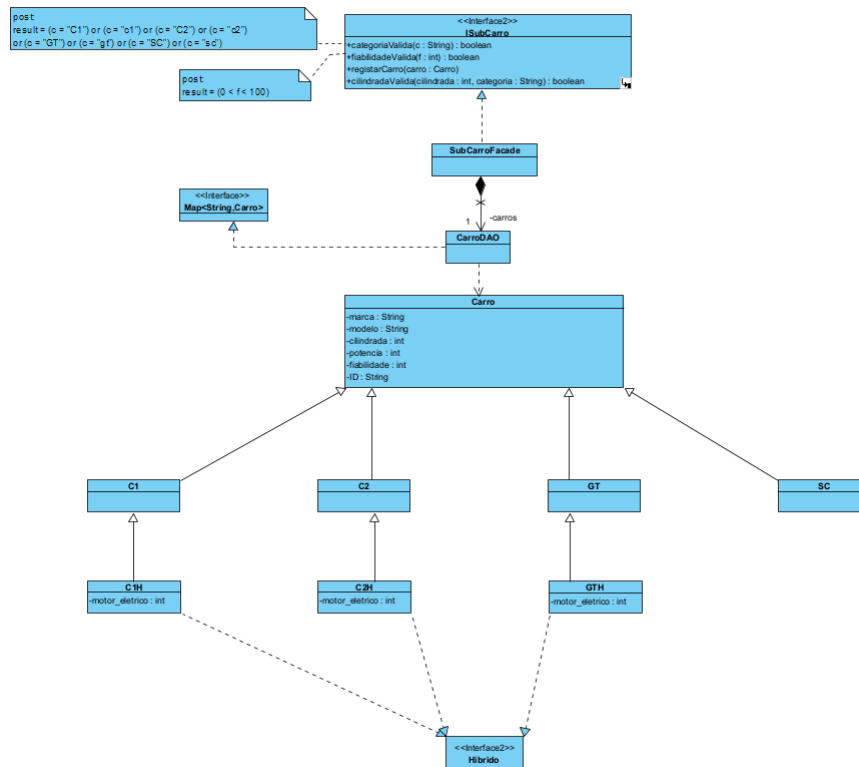 post:
result = (c = "C1") or (c = "c1") or (c = "C2") or (c = "c2")
or (c = "GT") or (c = "gt") or (c = "SC") or (c = "sc")
<<Interface2>>
ISubCarro
+categoriaValida(c : String) : boolean
+fiabilidadeValida(f : int) : boolean
+registarCarro(carro : Carro)
+cilindradaValida(cilindrada : int, categoria : String) : boolean
post:
result = (0 < f < 100)
SubCarroFacade
<<Interface>>
Map<String,Carro>
1
-carros
CarroDAO
Carro
-marca : String
-modelo : String
-cilindrada : int
-potencia : int
-fiabilidade : int
-ID : String
C1
C2
GT
SC
C1H
-motor_eletrico : int
C2H
-motor_eletrico : int
GTH
-motor_eletrico : int
<<Interface2>>
Hibrido